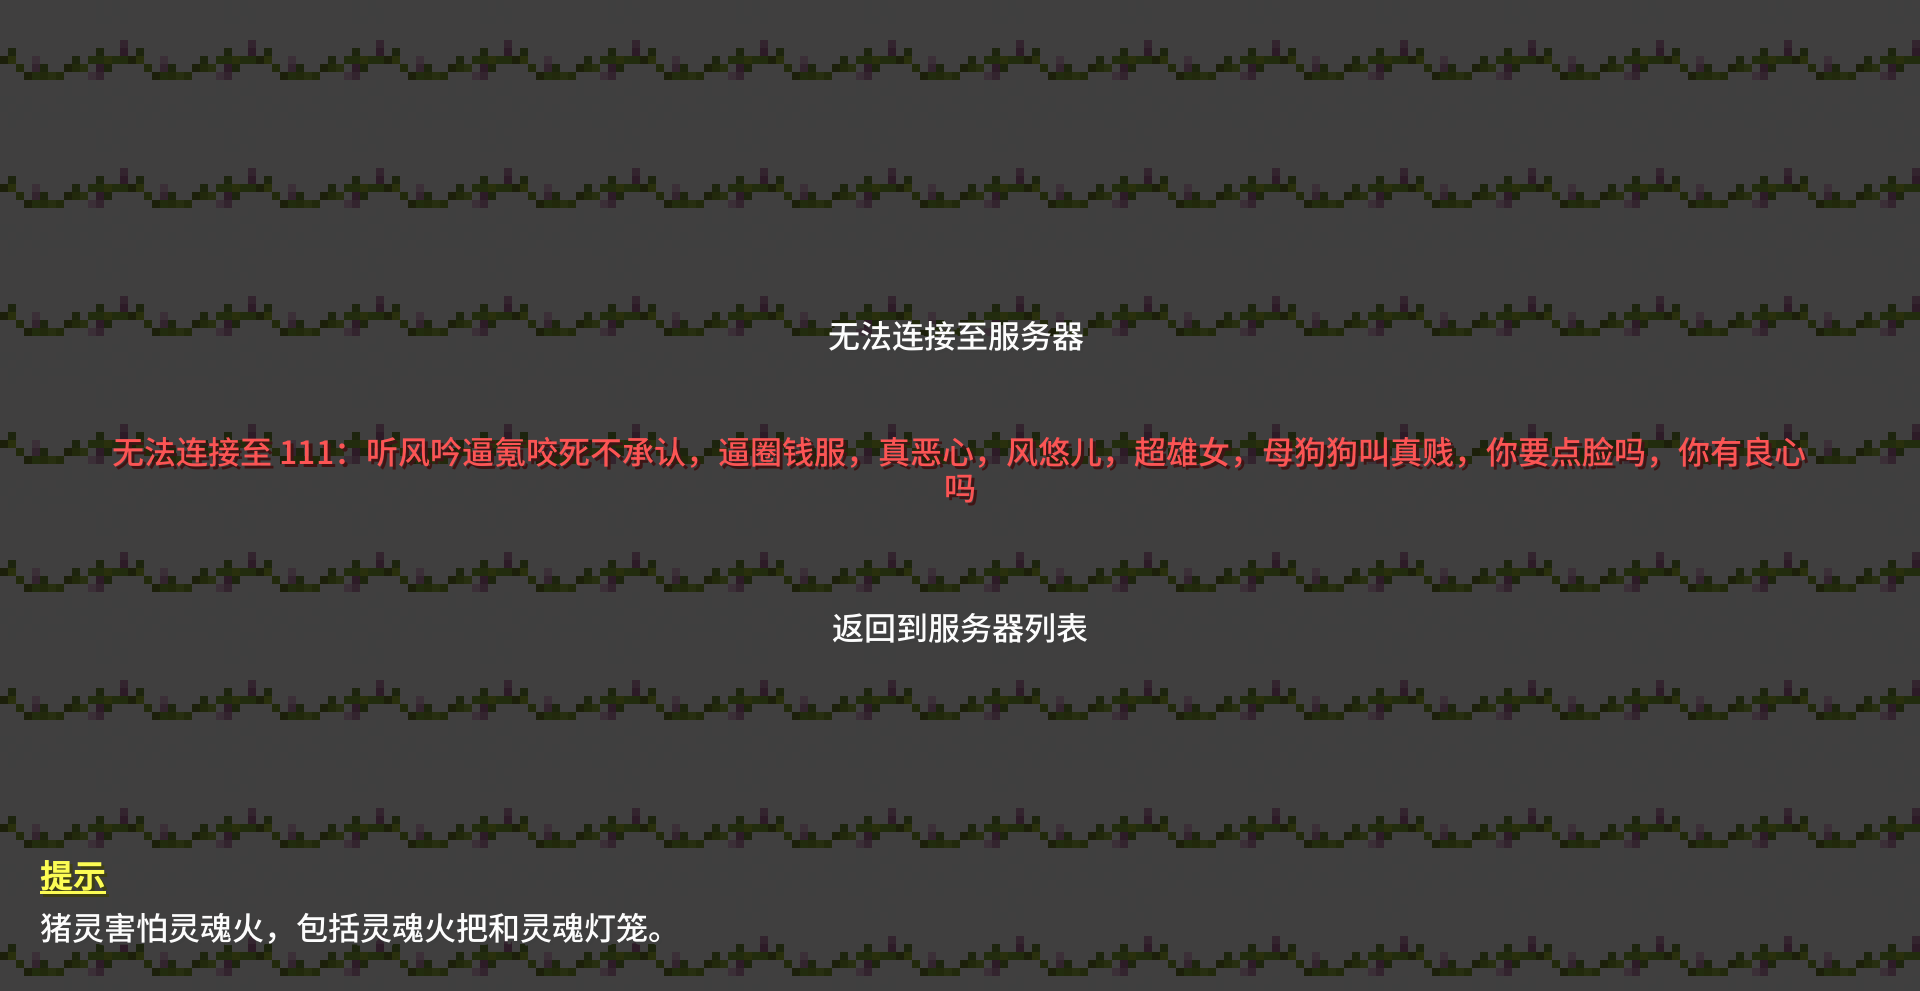 无法连接至服务器
无法连接至 111：听风吟逼氪咬死不承认，逼圈钱服，真恶心，风悠儿，超雄女，母狗狗叫真贱，你要点脸吗，你有良心
吗
返回到服务器列表
提示
猪灵害怕灵魂火，包括灵魂火把和灵魂灯笼。